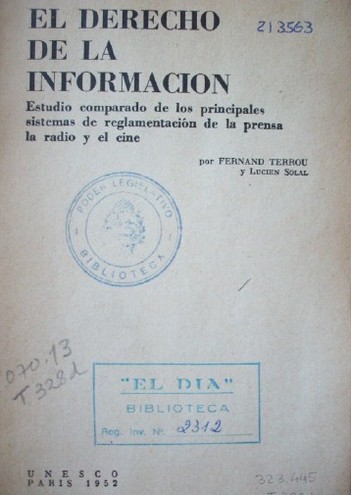 EL DERECHO
DE LA
INFORMACION
213563
Estudio comparado de los principales
sistemas de reglamentación de la prensa
la radio y el cine
por FERNAND TERROU
y LUCIEN SOLAL
PODER LEGISLATIVO
BIBLIOTECA
070.13
T.328d
"EL DIA"
BIBLIOTECA
Reg. Inv. Nº 2312
UNESCO
PARIS 1952
323.445